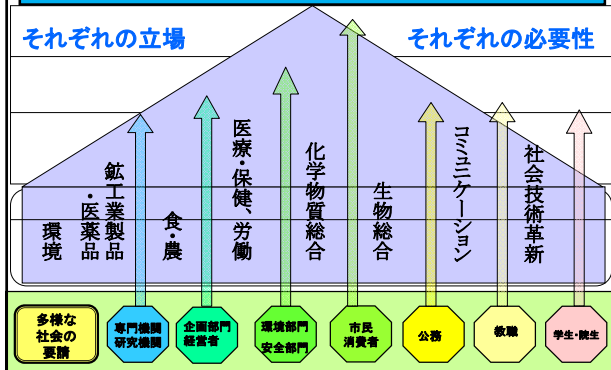 それぞれの立場
それぞれの必要性
環境
鉱工業製品
・医薬品
食・農
医療・保健、労働
化学物質総合
生物総合
コミュニケーション
社会技術革新
多様な
社会の
要請
専門機関
研究機関
企画部門
経営者
環境部門
安全部門
市民
消費者
公務
教職
学生・院生